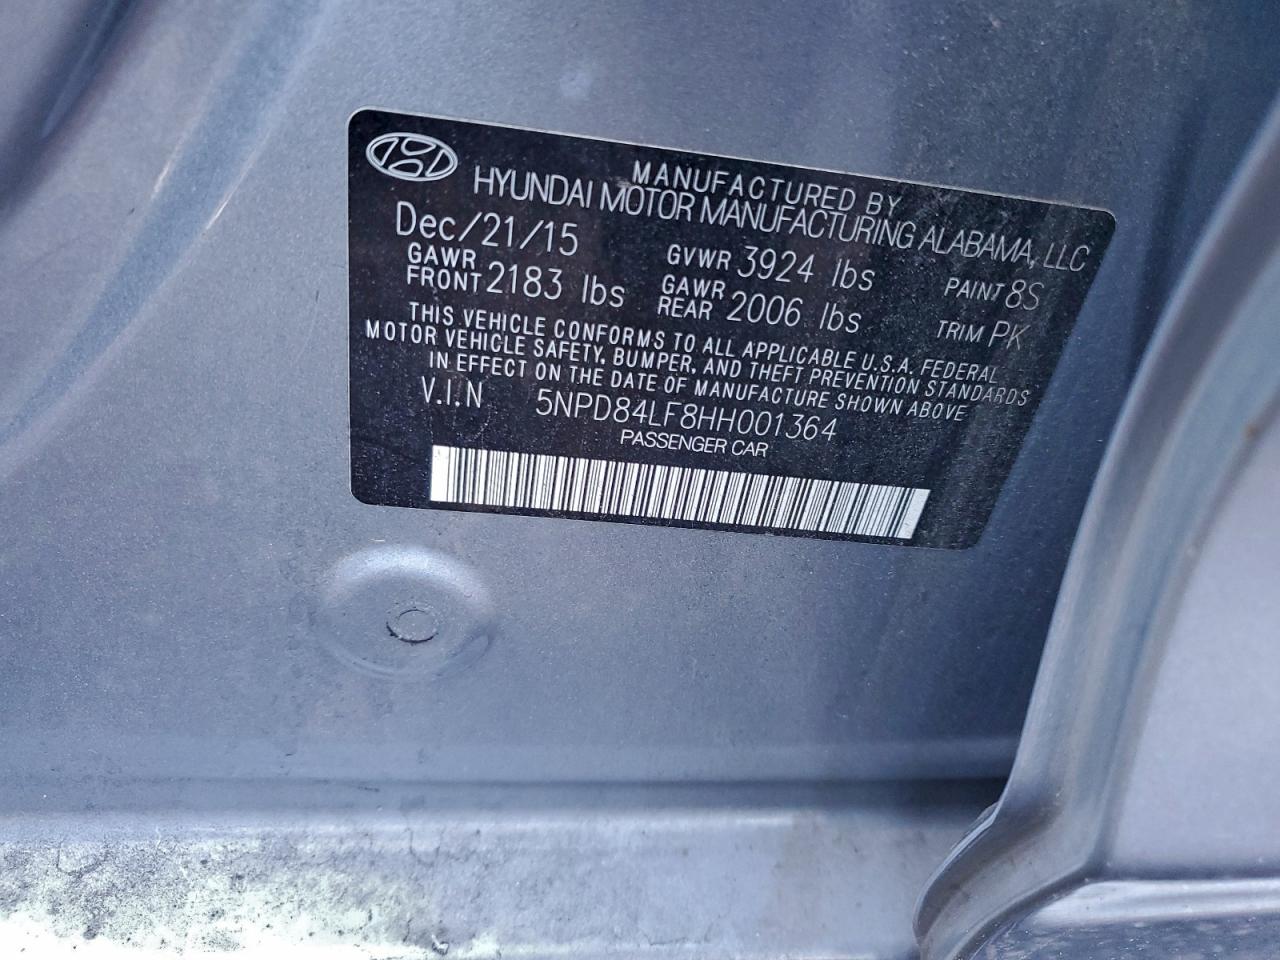 MANUFACTURED BY
HYUNDAI MOTOR MANUFACTURING ALABAMA, LLC
Dec/21/15 GVWR 3924 lbs PAINT 8S
GAWR FRONT 2183 lbs GAWR REAR 2006 lbs TRIM PK
THIS VEHICLE CONFORMS TO ALL APPLICABLE U.S.A. FEDERAL
MOTOR VEHICLE SAFETY, BUMPER, AND THEFT PREVENTION STANDARDS
IN EFFECT ON THE DATE OF MANUFACTURE SHOWN ABOVE
V.I.N 5NPD84LF8HH001364
PASSENGER CAR